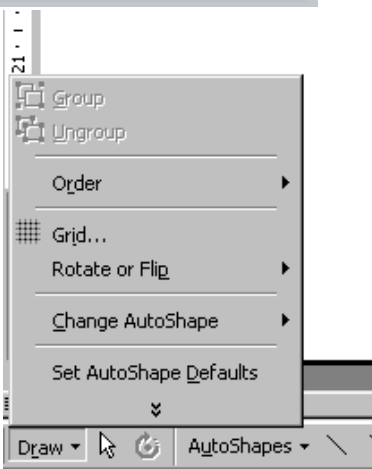 21
Group
Ungroup
Order
Grid...
Rotate or Flip
Change AutoShape
Set AutoShape Defaults
Draw AutoShapes